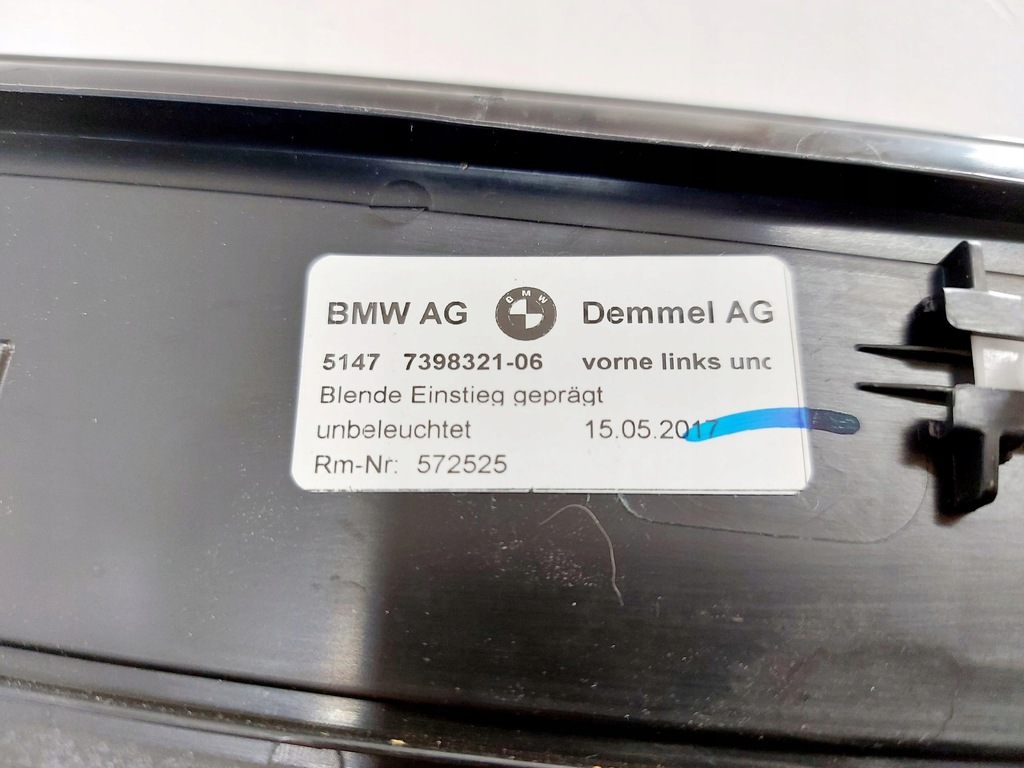 BMW AG BMW Demmel AG
5147 7398321-06 vorne links und
Blende Einstieg geprägt
unbeleuchtet 15.05.2017
Rm-Nr: 572525